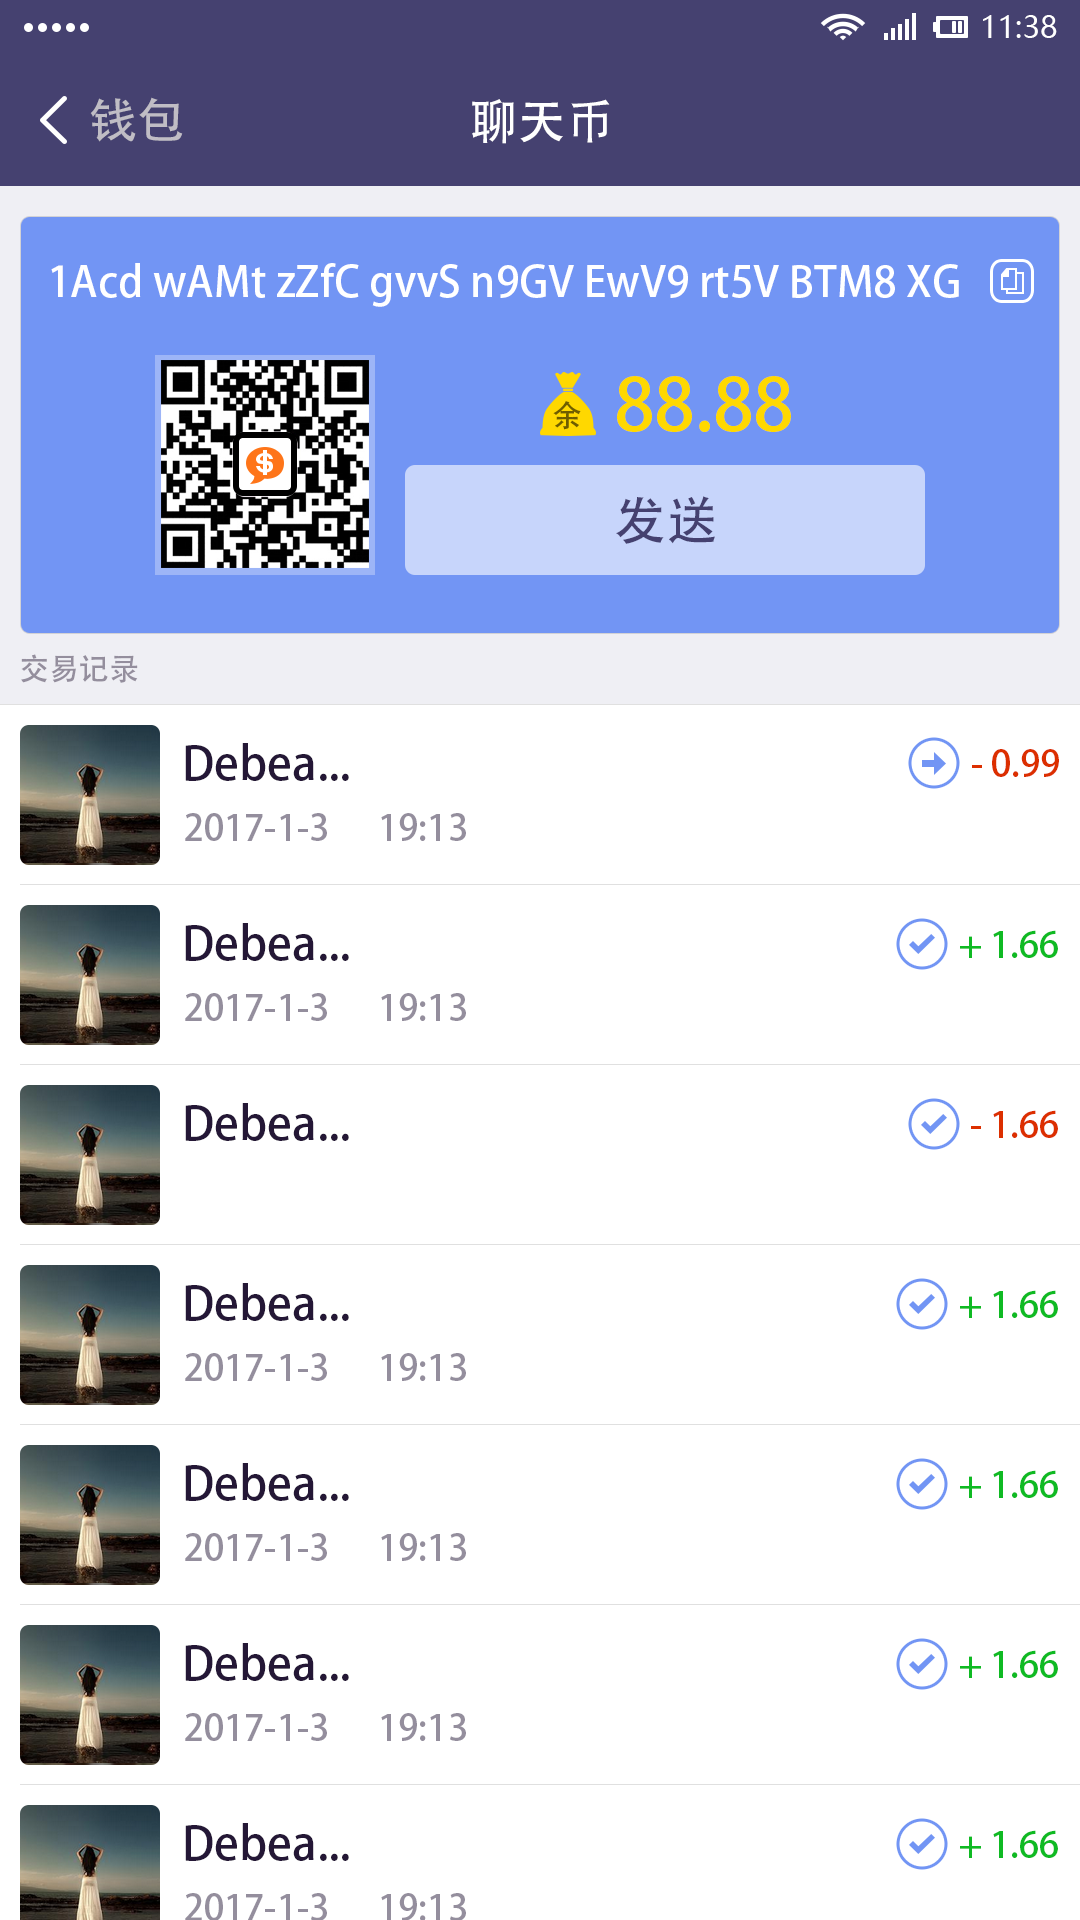 11:38
钱包
聊天币
1Acd wAMt zZfC gvvS n9GV EwV9 rt5V BTM8 XG
余 88.88
$
发送
交易记录
Debea... - 0.99
2017-1-3 19:13
Debea... + 1.66
2017-1-3 19:13
Debea... - 1.66
Debea... + 1.66
2017-1-3 19:13
Debea... + 1.66
2017-1-3 19:13
Debea... + 1.66
2017-1-3 19:13
Debea... + 1.66
2017-1-3 19:13